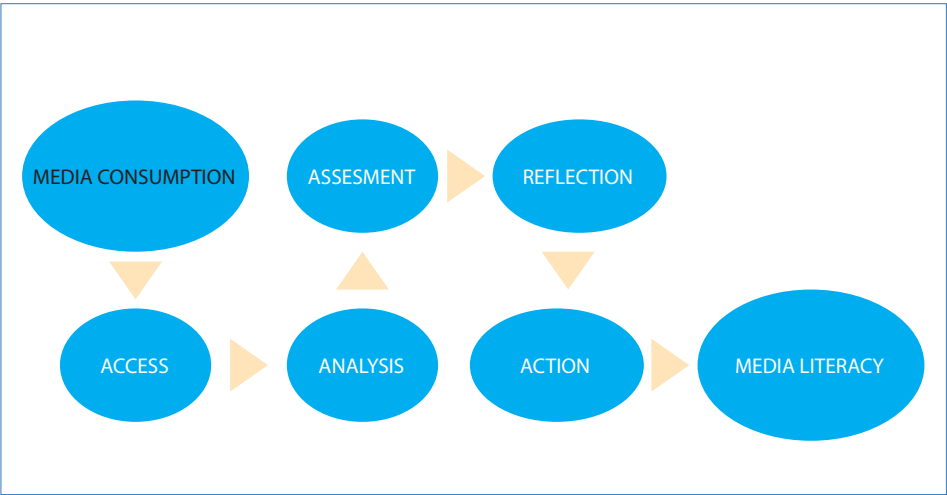 MEDIA CONSUMPTION
ASSESMENT
REFLECTION
ACCESS
ANALYSIS
ACTION
MEDIA LITERACY